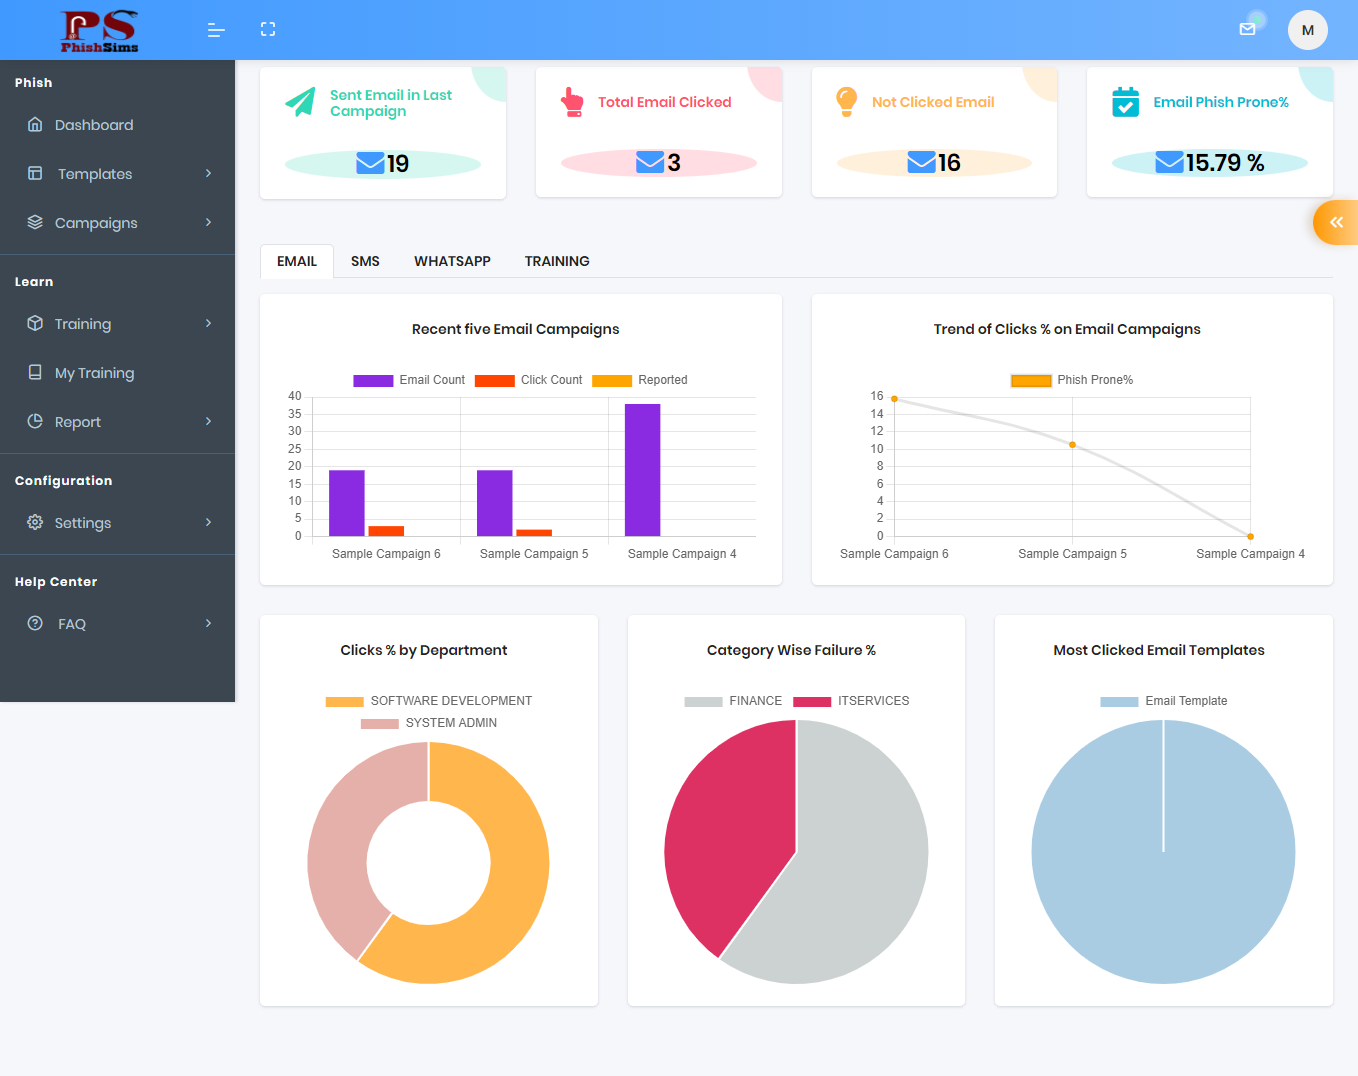 PS
PhishSims
M
Phish
Dashboard
Templates
Campaigns
Learn
Training
My Training
Report
Configuration
Settings
Help Center
FAQ
Sent Email in Last
Campaign
19
Total Email Clicked
3
Not Clicked Email
16
Email Phish Prone%
15.79 %
EMAIL SMS WHATSAPP TRAINING
Recent five Email Campaigns
Email Count Click Count Reported
40
35
30
25
20
15
10
5
0
Sample Campaign 6 Sample Campaign 5 Sample Campaign 4
Trend of Clicks % on Email Campaigns
Phish Prone%
16
14
12
10
8
6
4
2
0
Sample Campaign 6 Sample Campaign 5 Sample Campaign 4
Clicks % by Department
SOFTWARE DEVELOPMENT
SYSTEM ADMIN
Category Wise Failure %
FINANCE ITSERVICES
Most Clicked Email Templates
Email Template